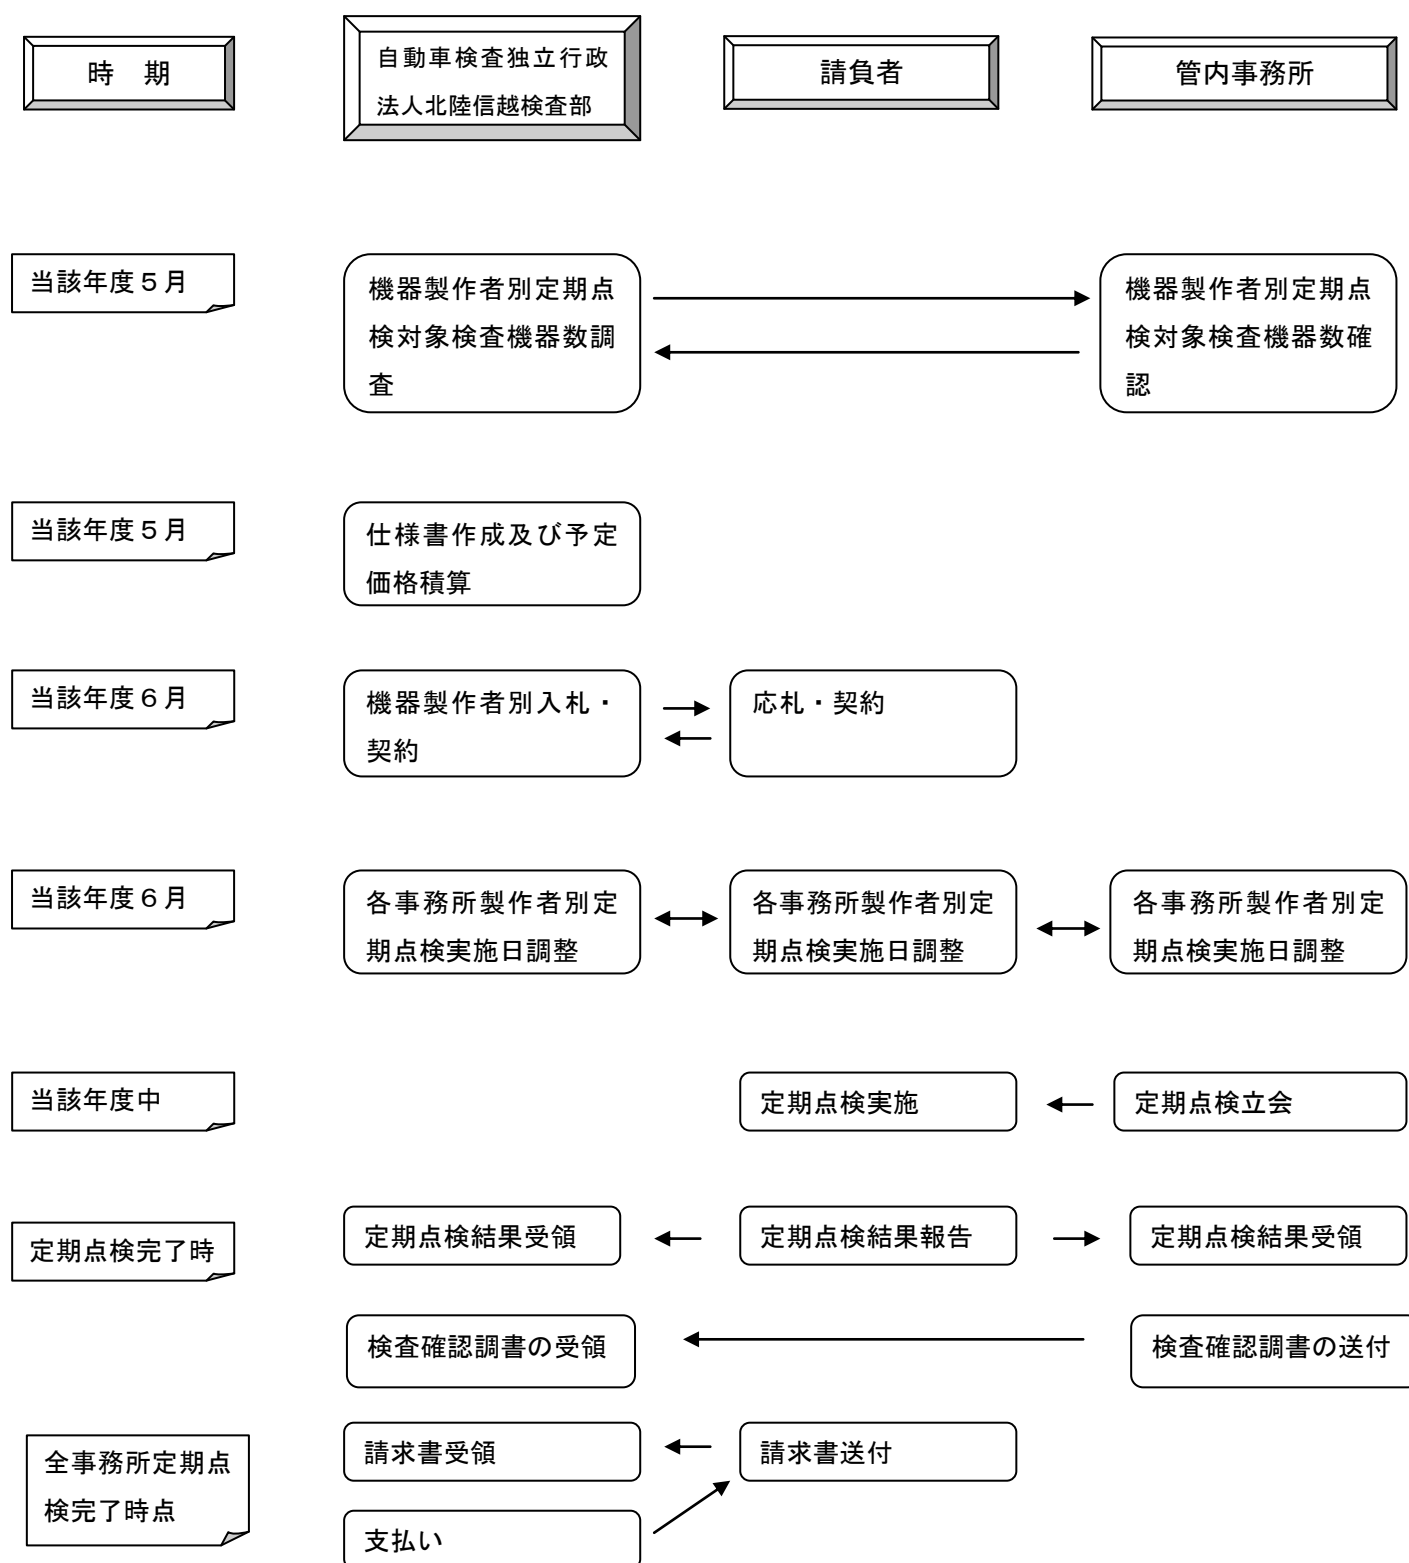 時　期
自動車検査独立行政
法人北陸信越検査部
請負者
管内事務所
当該年度５月
機器製作者別定期点
検対象検査機器数調
査
機器製作者別定期点
検対象検査機器数確
認
当該年度５月
仕様書作成及び予定
価格積算
当該年度６月
機器製作者別入札・
契約
応札・契約
当該年度６月
各事務所製作者別定
期点検実施日調整
各事務所製作者別定
期点検実施日調整
各事務所製作者別定
期点検実施日調整
当該年度中
定期点検実施
定期点検立会
定期点検完了時
定期点検結果受領
定期点検結果報告
定期点検結果受領
検査確認調書の受領
検査確認調書の送付
全事務所定期点
検完了時点
請求書受領
請求書送付
支払い